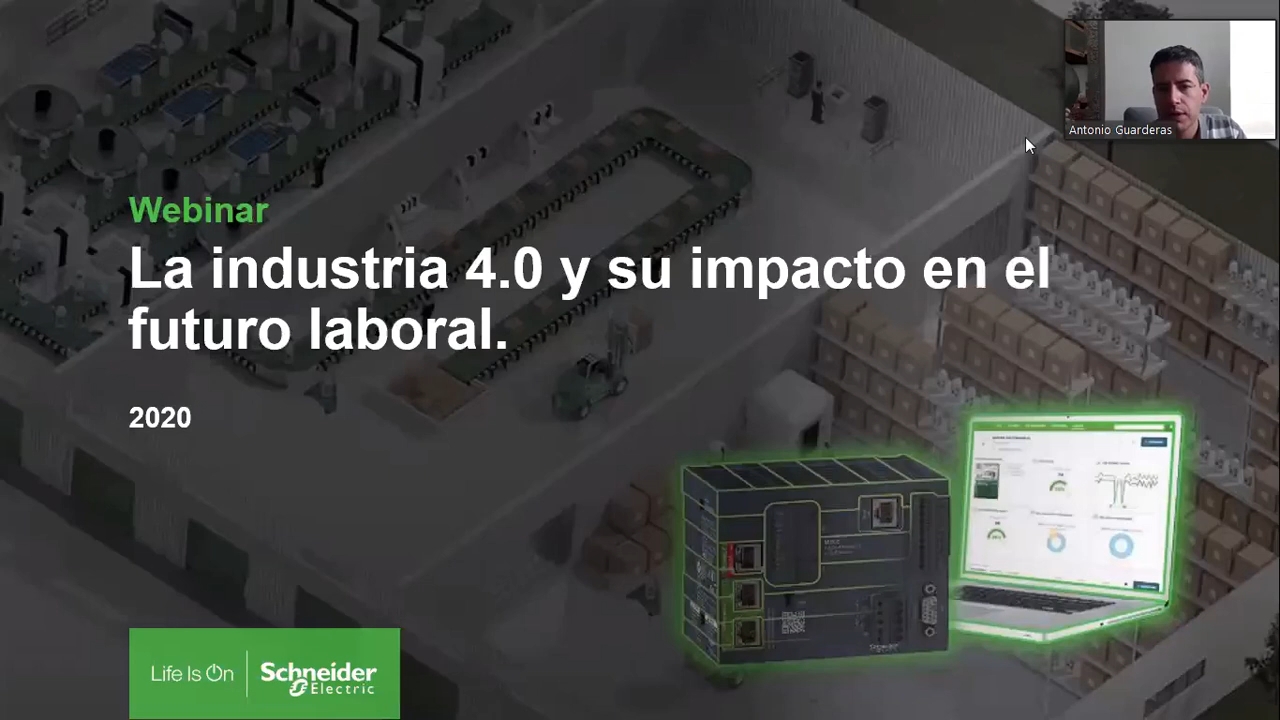 Antonio Guarderas
Webinar
La industria 4.0 y su impacto en el
futuro laboral.
2020
Life Is On
Schneider
Electric